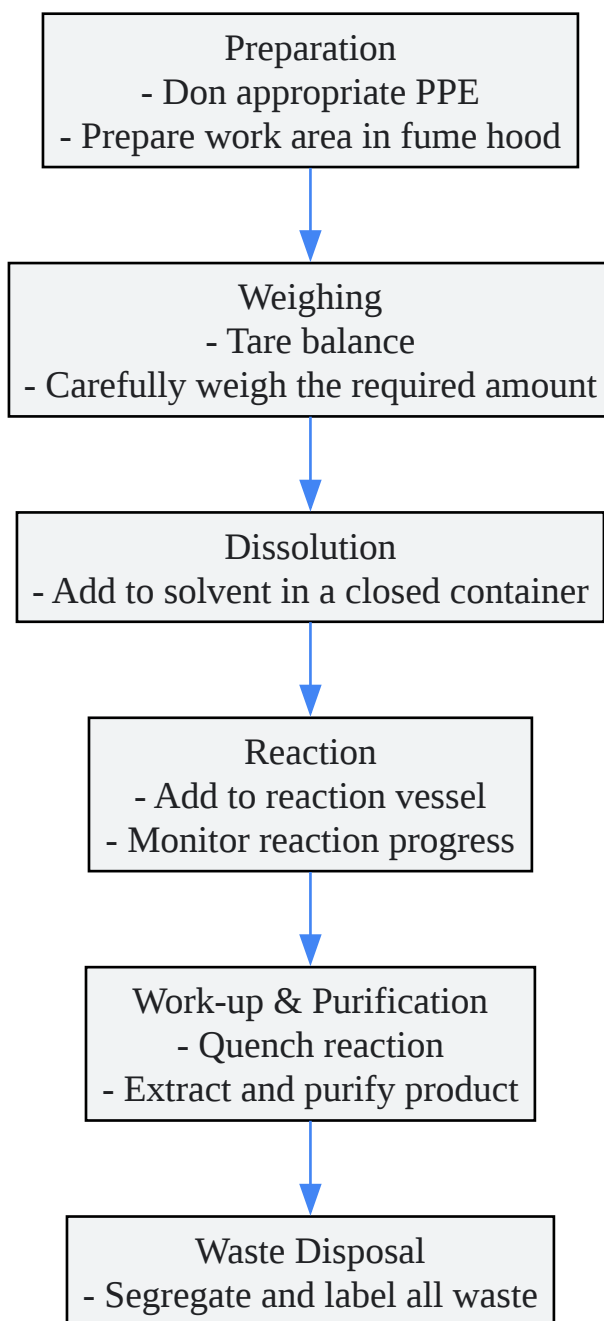 Preparation
- Don appropriate PPE
- Prepare work area in fume hood
Weighing
- Tare balance
- Carefully weigh the required amount
Dissolution
- Add to solvent in a closed container
Reaction
- Add to reaction vessel
- Monitor reaction progress
Work-up & Purification
- Quench reaction
- Extract and purify product
Waste Disposal
- Segregate and label all waste